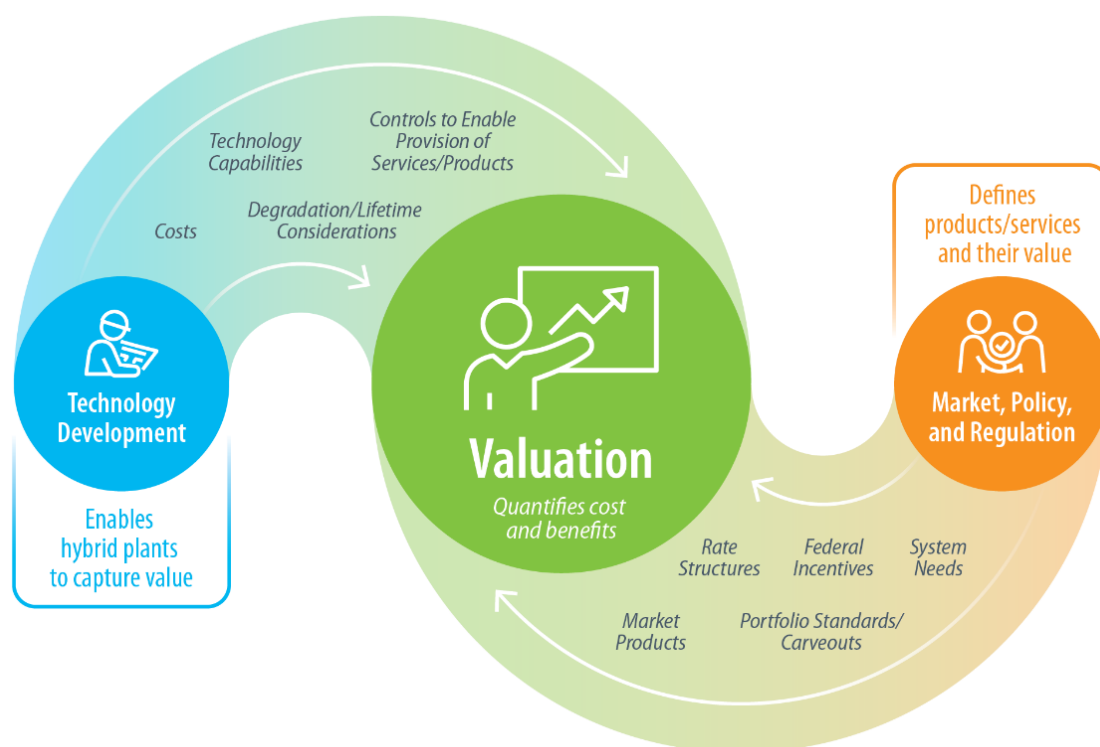 Technology
Capabilities
Controls to Enable
Provision of
Services/Products
Costs
Degradation/Lifetime
Considerations
Technology
Development
Enables
hybrid plants
to capture value
Valuation
Quantifies cost
and benefits
Defines
products/services
and their value
Market, Policy,
and Regulation
Rate
Structures
Federal
Incentives
System
Needs
Market
Products
Portfolio Standards/
Carveouts